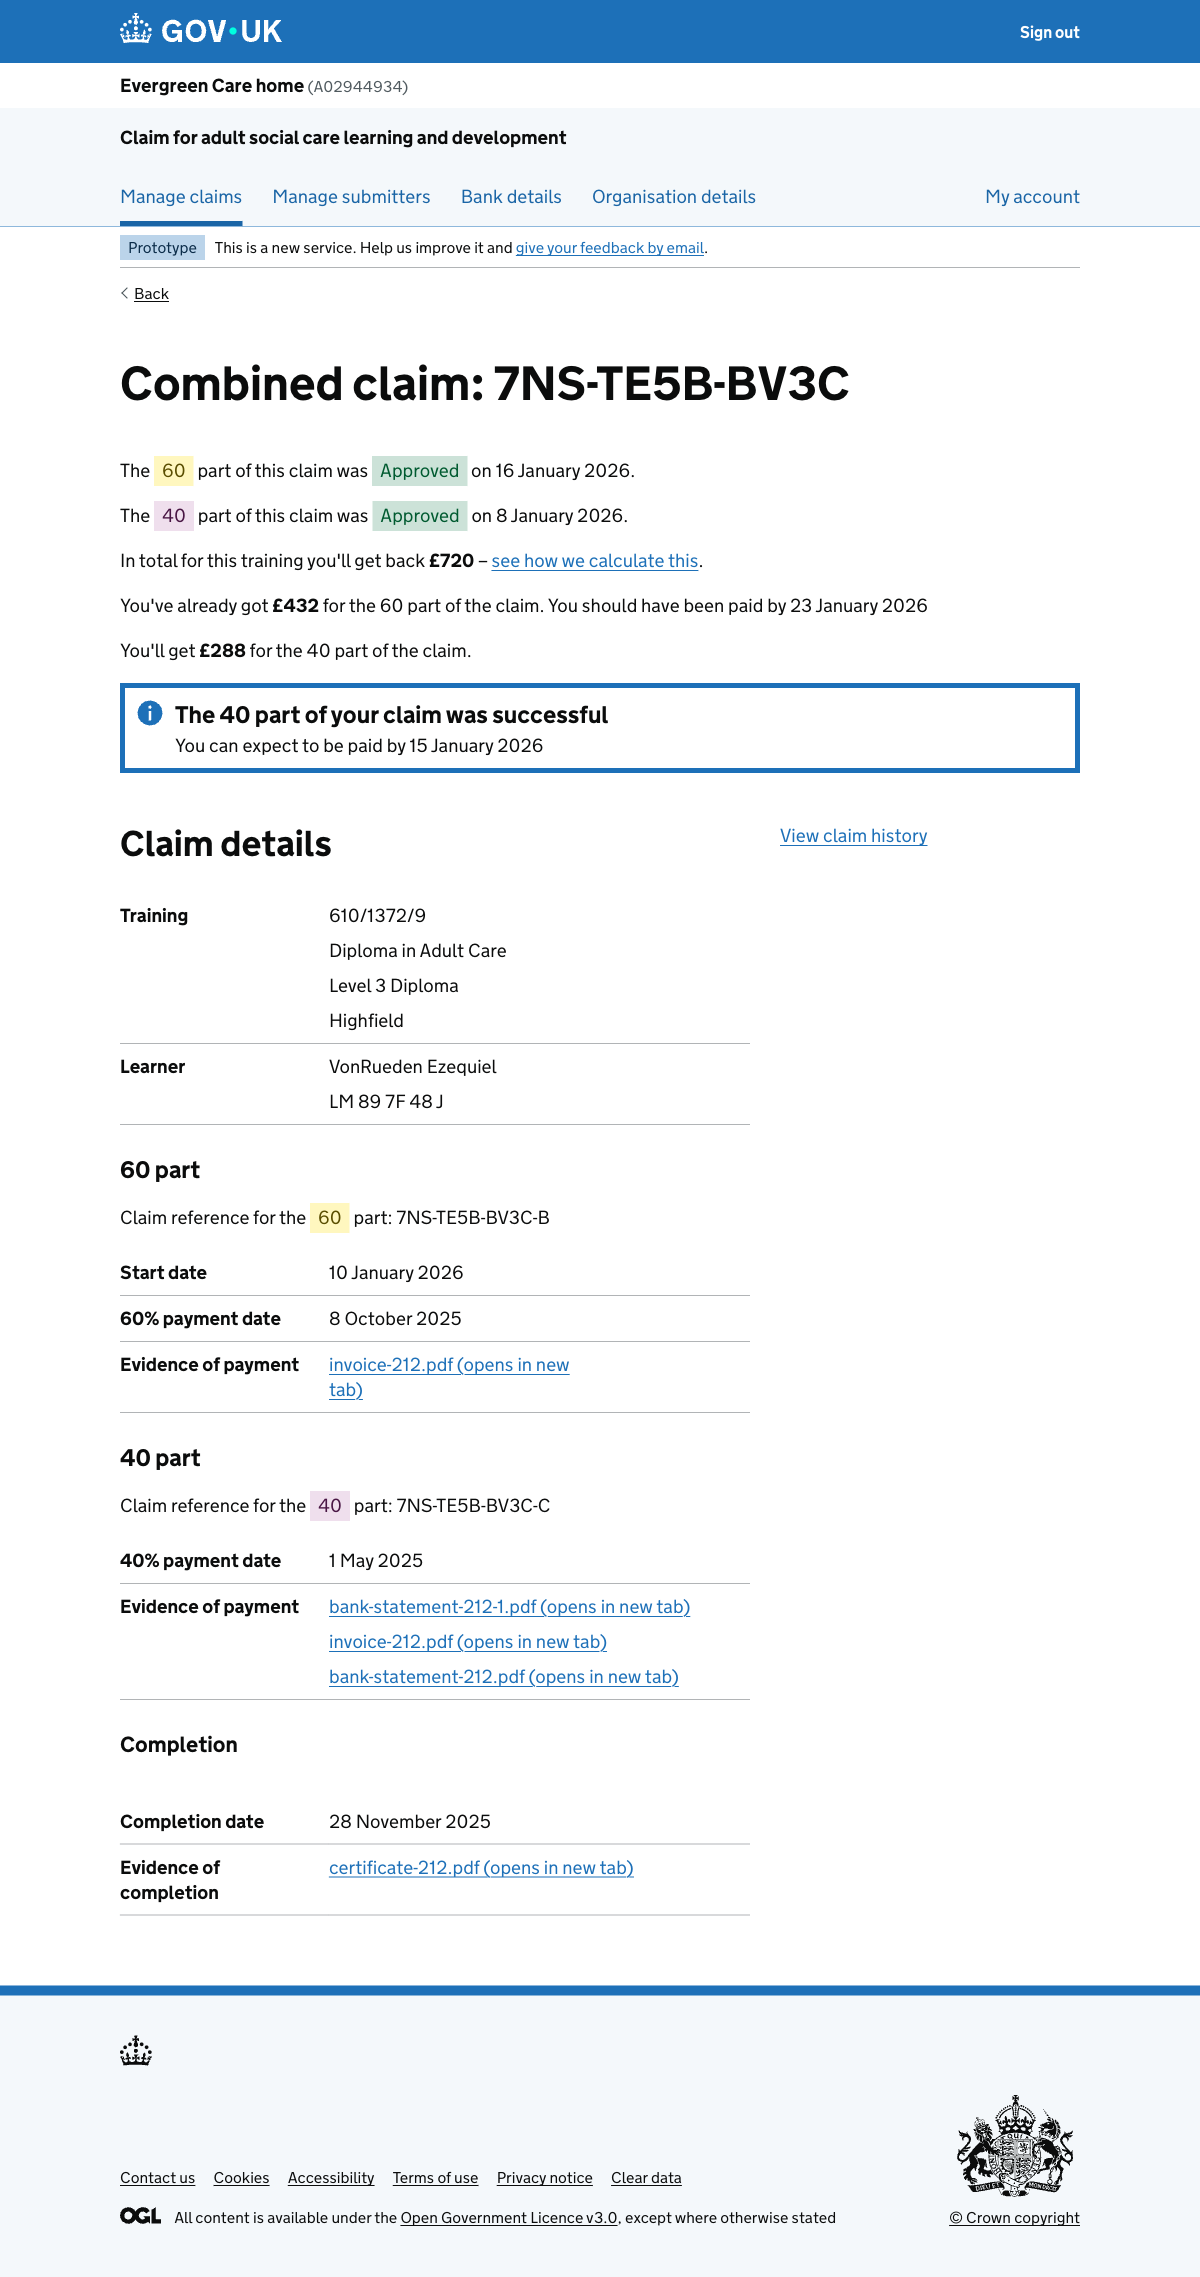 GOV·UK
Sign out
Evergreen Care home (A02944934)
Claim for adult social care learning and development
Manage claims Manage submitters Bank details Organisation details My account
Prototype This is a new service. Help us improve it and give your feedback by email.
Back
Combined claim: 7NS-TE5B-BV3C
The 60 part of this claim was Approved on 16 January 2026.
The 40 part of this claim was Approved on 8 January 2026.
In total for this training you'll get back £720 – see how we calculate this.
You've already got £432 for the 60 part of the claim. You should have been paid by 23 January 2026
You'll get £288 for the 40 part of the claim.
The 40 part of your claim was successful
You can expect to be paid by 15 January 2026
Claim details
View claim history
Training 610/1372/9
Diploma in Adult Care
Level 3 Diploma
Highfield
Learner VonRueden Ezequiel
LM 89 7F 48 J
60 part
Claim reference for the 60 part: 7NS-TE5B-BV3C-B
Start date 10 January 2026
60% payment date 8 October 2025
Evidence of payment invoice-212.pdf (opens in new
tab)
40 part
Claim reference for the 40 part: 7NS-TE5B-BV3C-C
40% payment date 1 May 2025
Evidence of payment bank-statement-212-1.pdf (opens in new tab)
invoice-212.pdf (opens in new tab)
bank-statement-212.pdf (opens in new tab)
Completion
Completion date 28 November 2025
Evidence of certificate-212.pdf (opens in new tab)
completion
Contact us Cookies Accessibility Terms of use Privacy notice Clear data
OGL All content is available under the Open Government Licence v3.0, except where otherwise stated
© Crown copyright